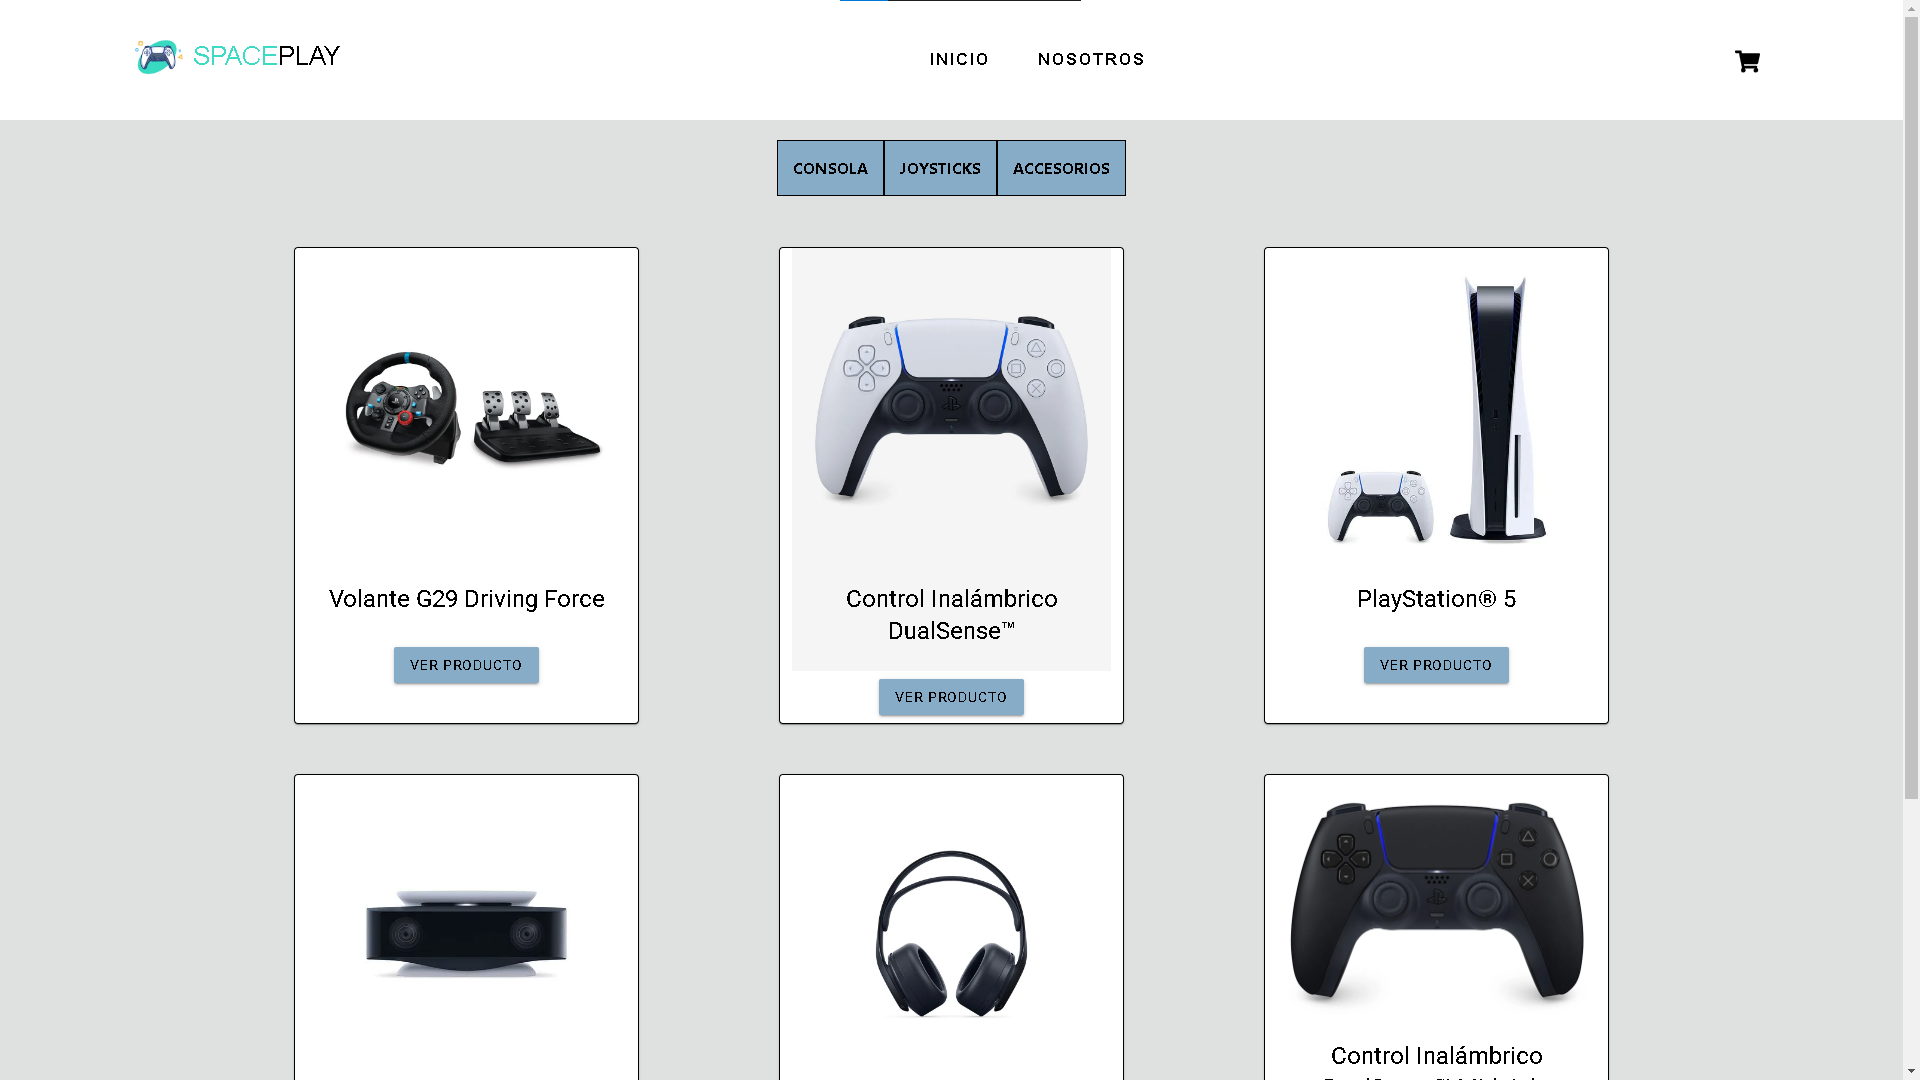 SPACEPLAY
INICIO
NOSOTROS
CONSOLA
JOYSTICKS
ACCESORIOS
Volante G29 Driving Force
VER PRODUCTO
Control Inalámbrico
DualSense™
VER PRODUCTO
PlayStation® 5
VER PRODUCTO
Control Inalámbrico